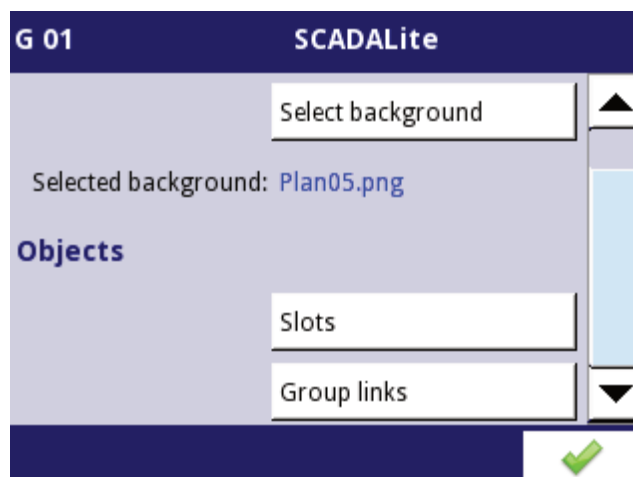 G 01 SCADALite
Select background
Selected background: Plan05.png
Objects
Slots
Group links